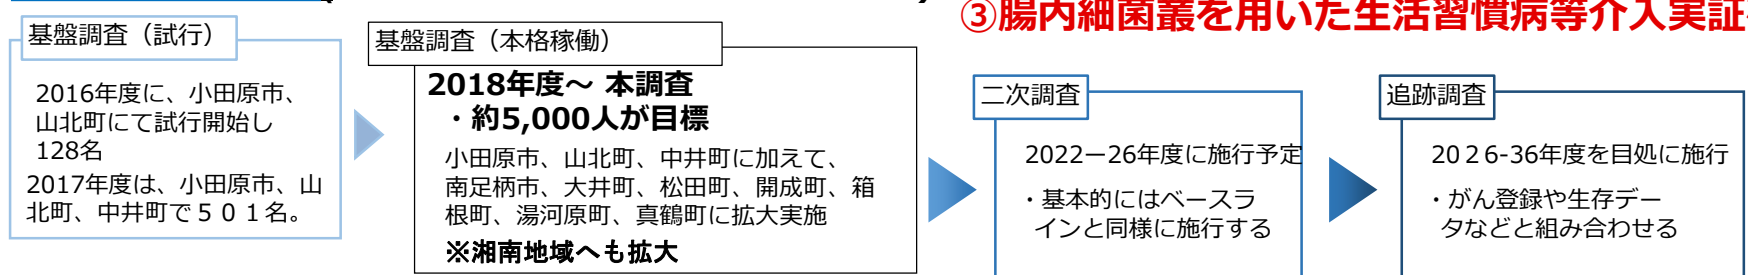 ③腸内細菌叢を用いた生活習慣病等介入実証
基盤調査（試行）
2016年度に、小田原市、
山北町にて試行開始し
128名
2017年度は、小田原市、山
北町、中井町で５０１名。
基盤調査（本格稼働）
2018年度～ 本調査
・約5,000人が目標
小田原市、山北町、中井町に加えて、
南足柄市、大井町、松田町、開成町、箱
根町、湯河原町、真鶴町に拡大実施
※湘南地域へも拡大
二次調査
2022ー26年度に施行予定
・基本的にはベースラ
インと同様に施行する
追跡調査
20２6-36年度を目処に施行
・がん登録や生存デー
タなどと組み合わせる